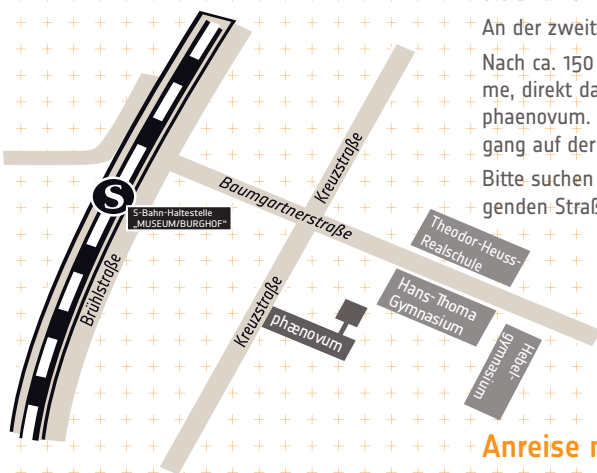 An der zweit
Nach ca. 150
me, direkt da
phaenovum.
gang auf der
Bitte suchen
genden Straß
S
S-Bahn-Haltestelle
„MUSEUM/BURGHOF“
Brühlstraße
Baumgartnerstraße
Kreuzstraße
Kreuzstraße
phænovum
Theodor-Heuss-
Realschule
Hans-Thoma
Gymnasium
Hebel-
gymnasium
Anreise